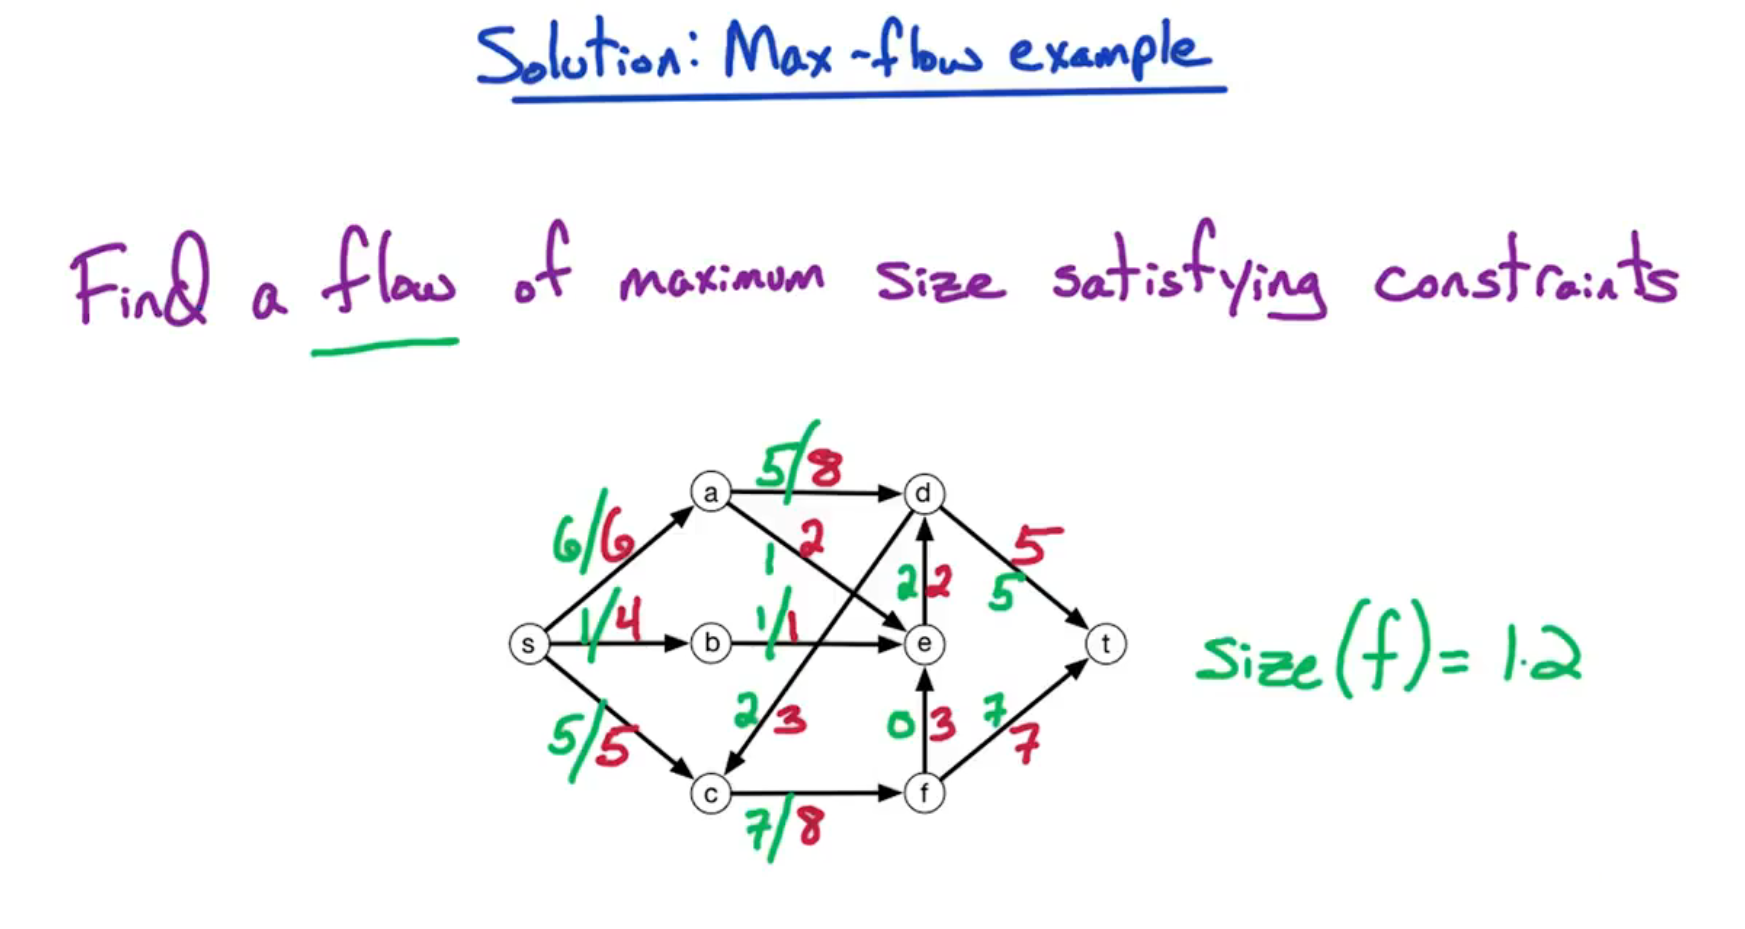 Solution: Max-flow example
Find a flow of maximum size satisfying constraints
5/8
a
d
6/6
1 2
2 2
5
5
1/4
1/1
s
b
e
t
size(f)= 12
5/5
2 3
0 3
7
7
c
f
7/8